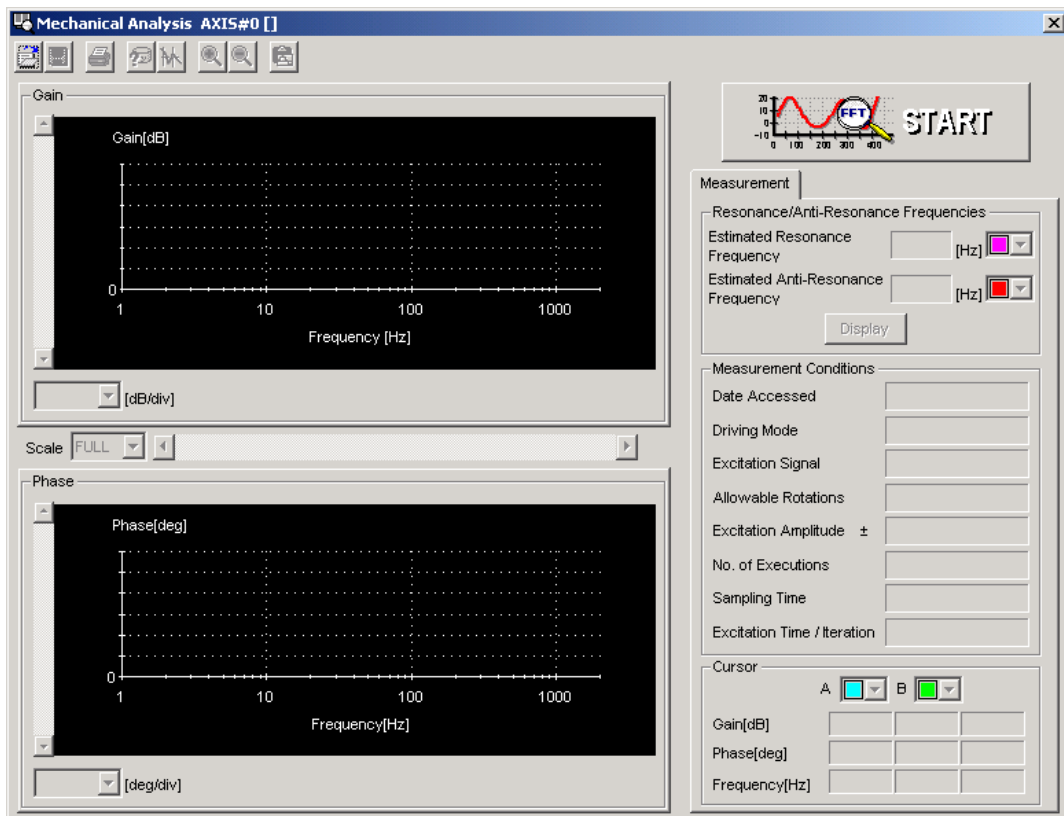 Mechanical Analysis AXIS#0 []
Gain
Gain[dB]
0
1 10 100 1000
Frequency [Hz]
[dB/div]
Scale FULL
Phase
Phase[deg]
0
1 10 100 1000
Frequency[Hz]
[deg/div]
20
10
0
-10
0 100 200 300 400
FFT
START
Measurement
Resonance/Anti-Resonance Frequencies
Estimated Resonance
Frequency [Hz]
Estimated Anti-Resonance
Frequency [Hz]
Display
Measurement Conditions
Date Accessed
Driving Mode
Excitation Signal
Allowable Rotations
Excitation Amplitude ±
No. of Executions
Sampling Time
Excitation Time / Iteration
Cursor
A B
Gain[dB]
Phase[deg]
Frequency[Hz]